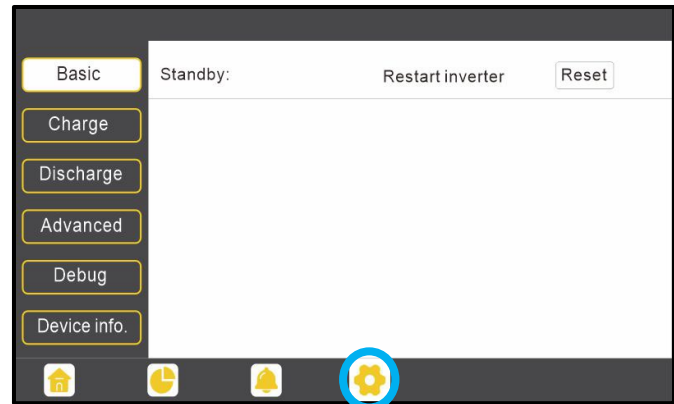 Basic
Standby:
Restart inverter
Reset
Charge
Discharge
Advanced
Debug
Device info.